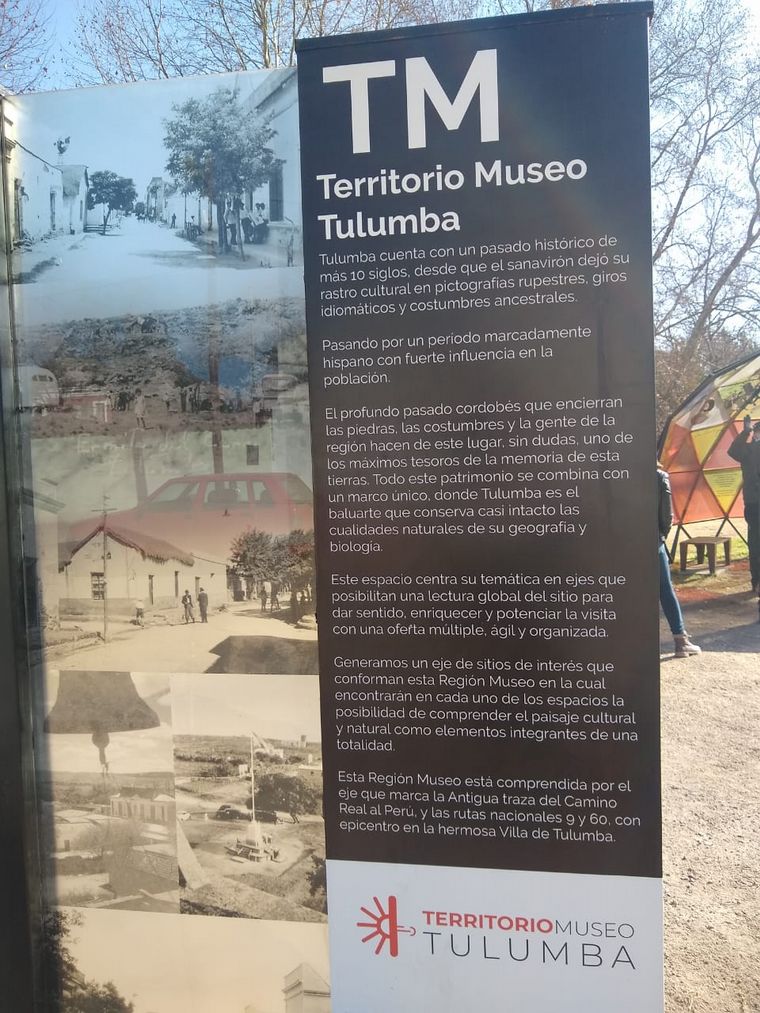 TM
Territorio Museo
Tulumba
Tulumba cuenta con un pasado histórico de
más 10 siglos, desde que el sanavirón dejó su
rastro cultural en pictografías rupestres, giros
idiomáticos y costumbres ancestrales.
Pasando por un periodo marcadamente
hispano con fuerte influencia en la
población.
El profundo pasado cordobés que encierran
las piedras, las costumbres y la gente de la
región hacen de este lugar, sin dudas, uno de
los máximos tesoros de la memoria de esta
tierras. Todo este patrimonio se combina con
un marco único, donde Tulumba es el
baluarte que conserva casi intacto las
cualidades naturales de su geografía y
biología.
Este espacio centra su temática en ejes que
posibilitan una lectura global del sitio para
dar sentido, enriquecer y potenciar la visita
con una oferta múltiple, ágil y organizada.
Generamos un eje de sitios de interés que
conforman esta Región Museo en la cual
encontrarán en cada uno de los espacios la
posibilidad de comprender el paisaje cultural
y natural como elementos integrantes de una
totalidad.
Esta Región Museo está comprendida por el
eje que marca la Antigua traza del Camino
Real al Perú, y las rutas nacionales 9 y 60, con
epicentro en la hermosa Villa de Tulumba.
TERRITORIOMUSEO
TULUMBA